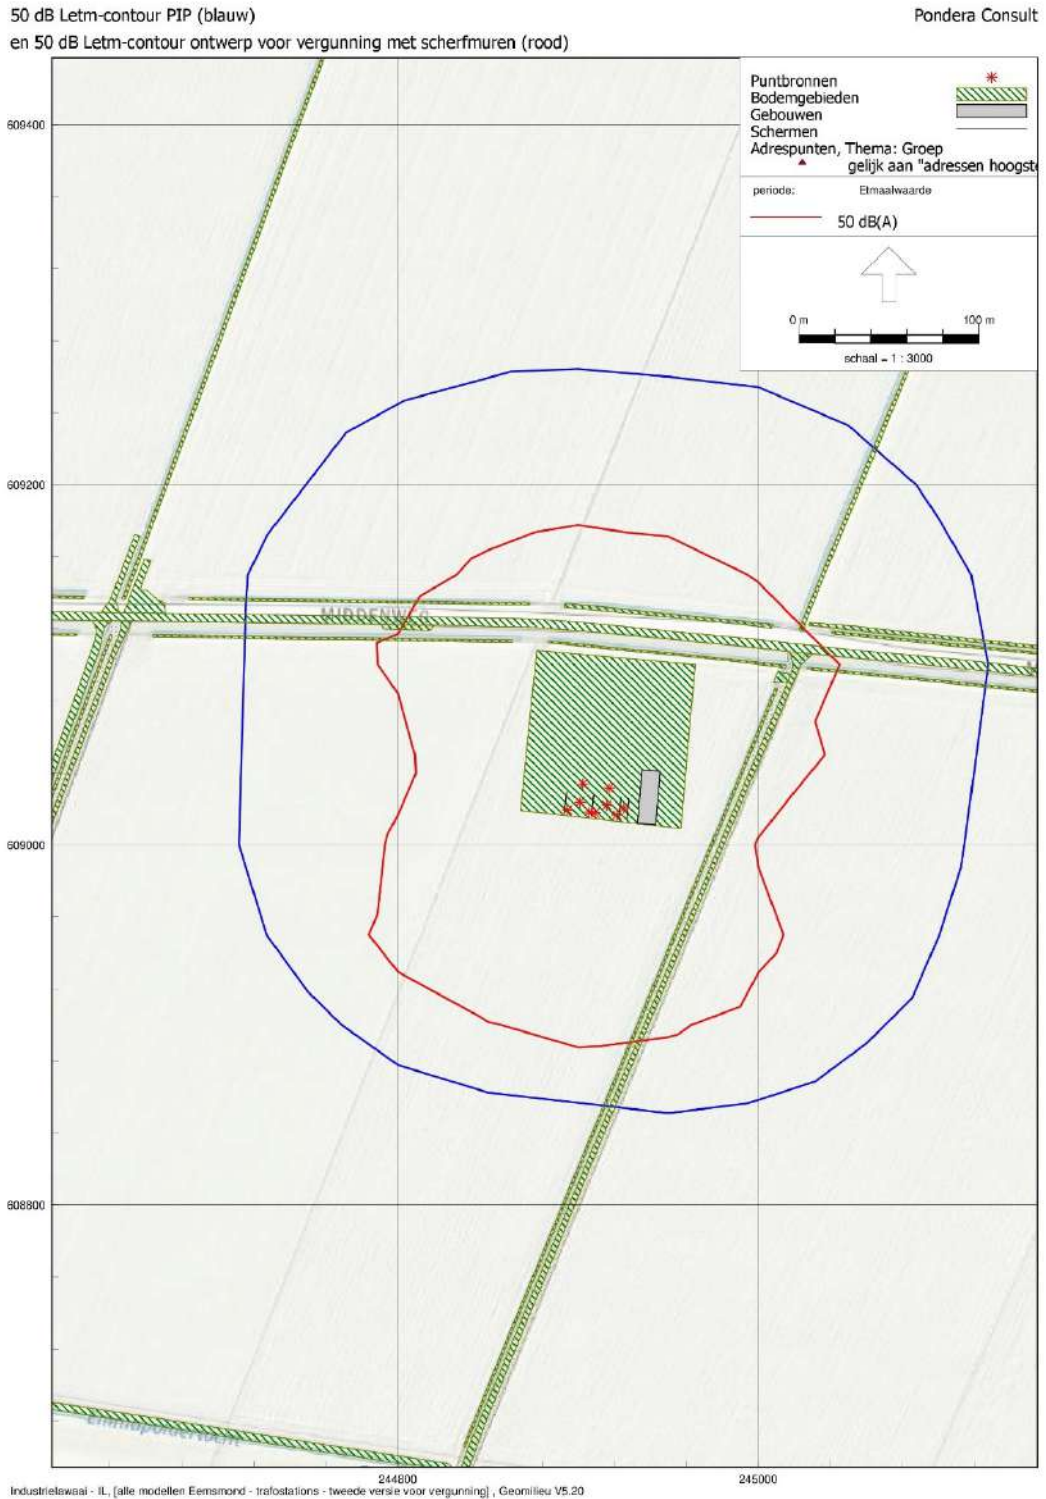 50 dB Letm-contour PIP (blauw)
Pondera Consult
en 50 dB Letm-contour ontwerp voor vergunning met scherfmuren (rood)
Puntbronnen
Bodemgebieden
Gebouwen
Schermen
Adrespunten, Thema: Groep
gelijk aan "adressen hoogste
periode: Etmaalwaarde
50 dB(A)
0 m 100 m
schaal = 1 : 3000
609400
609200
MIDDENWEG
609000
608800
244800 245000
Industrielawaai - IL, [alle modellen Eemsmond - trafostations - tweede versie voor vergunning] , Geomilieu V5.20